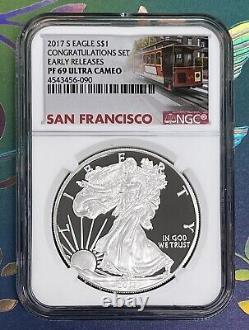 2017 S EAGLE S$1
CONGRATULATIONS SET
EARLY RELEASES
PF 69 ULTRA CAMEO
4543456-090
SAN FRANCISCO
NGC
LIBERTY
IN GOD
WE TRUST